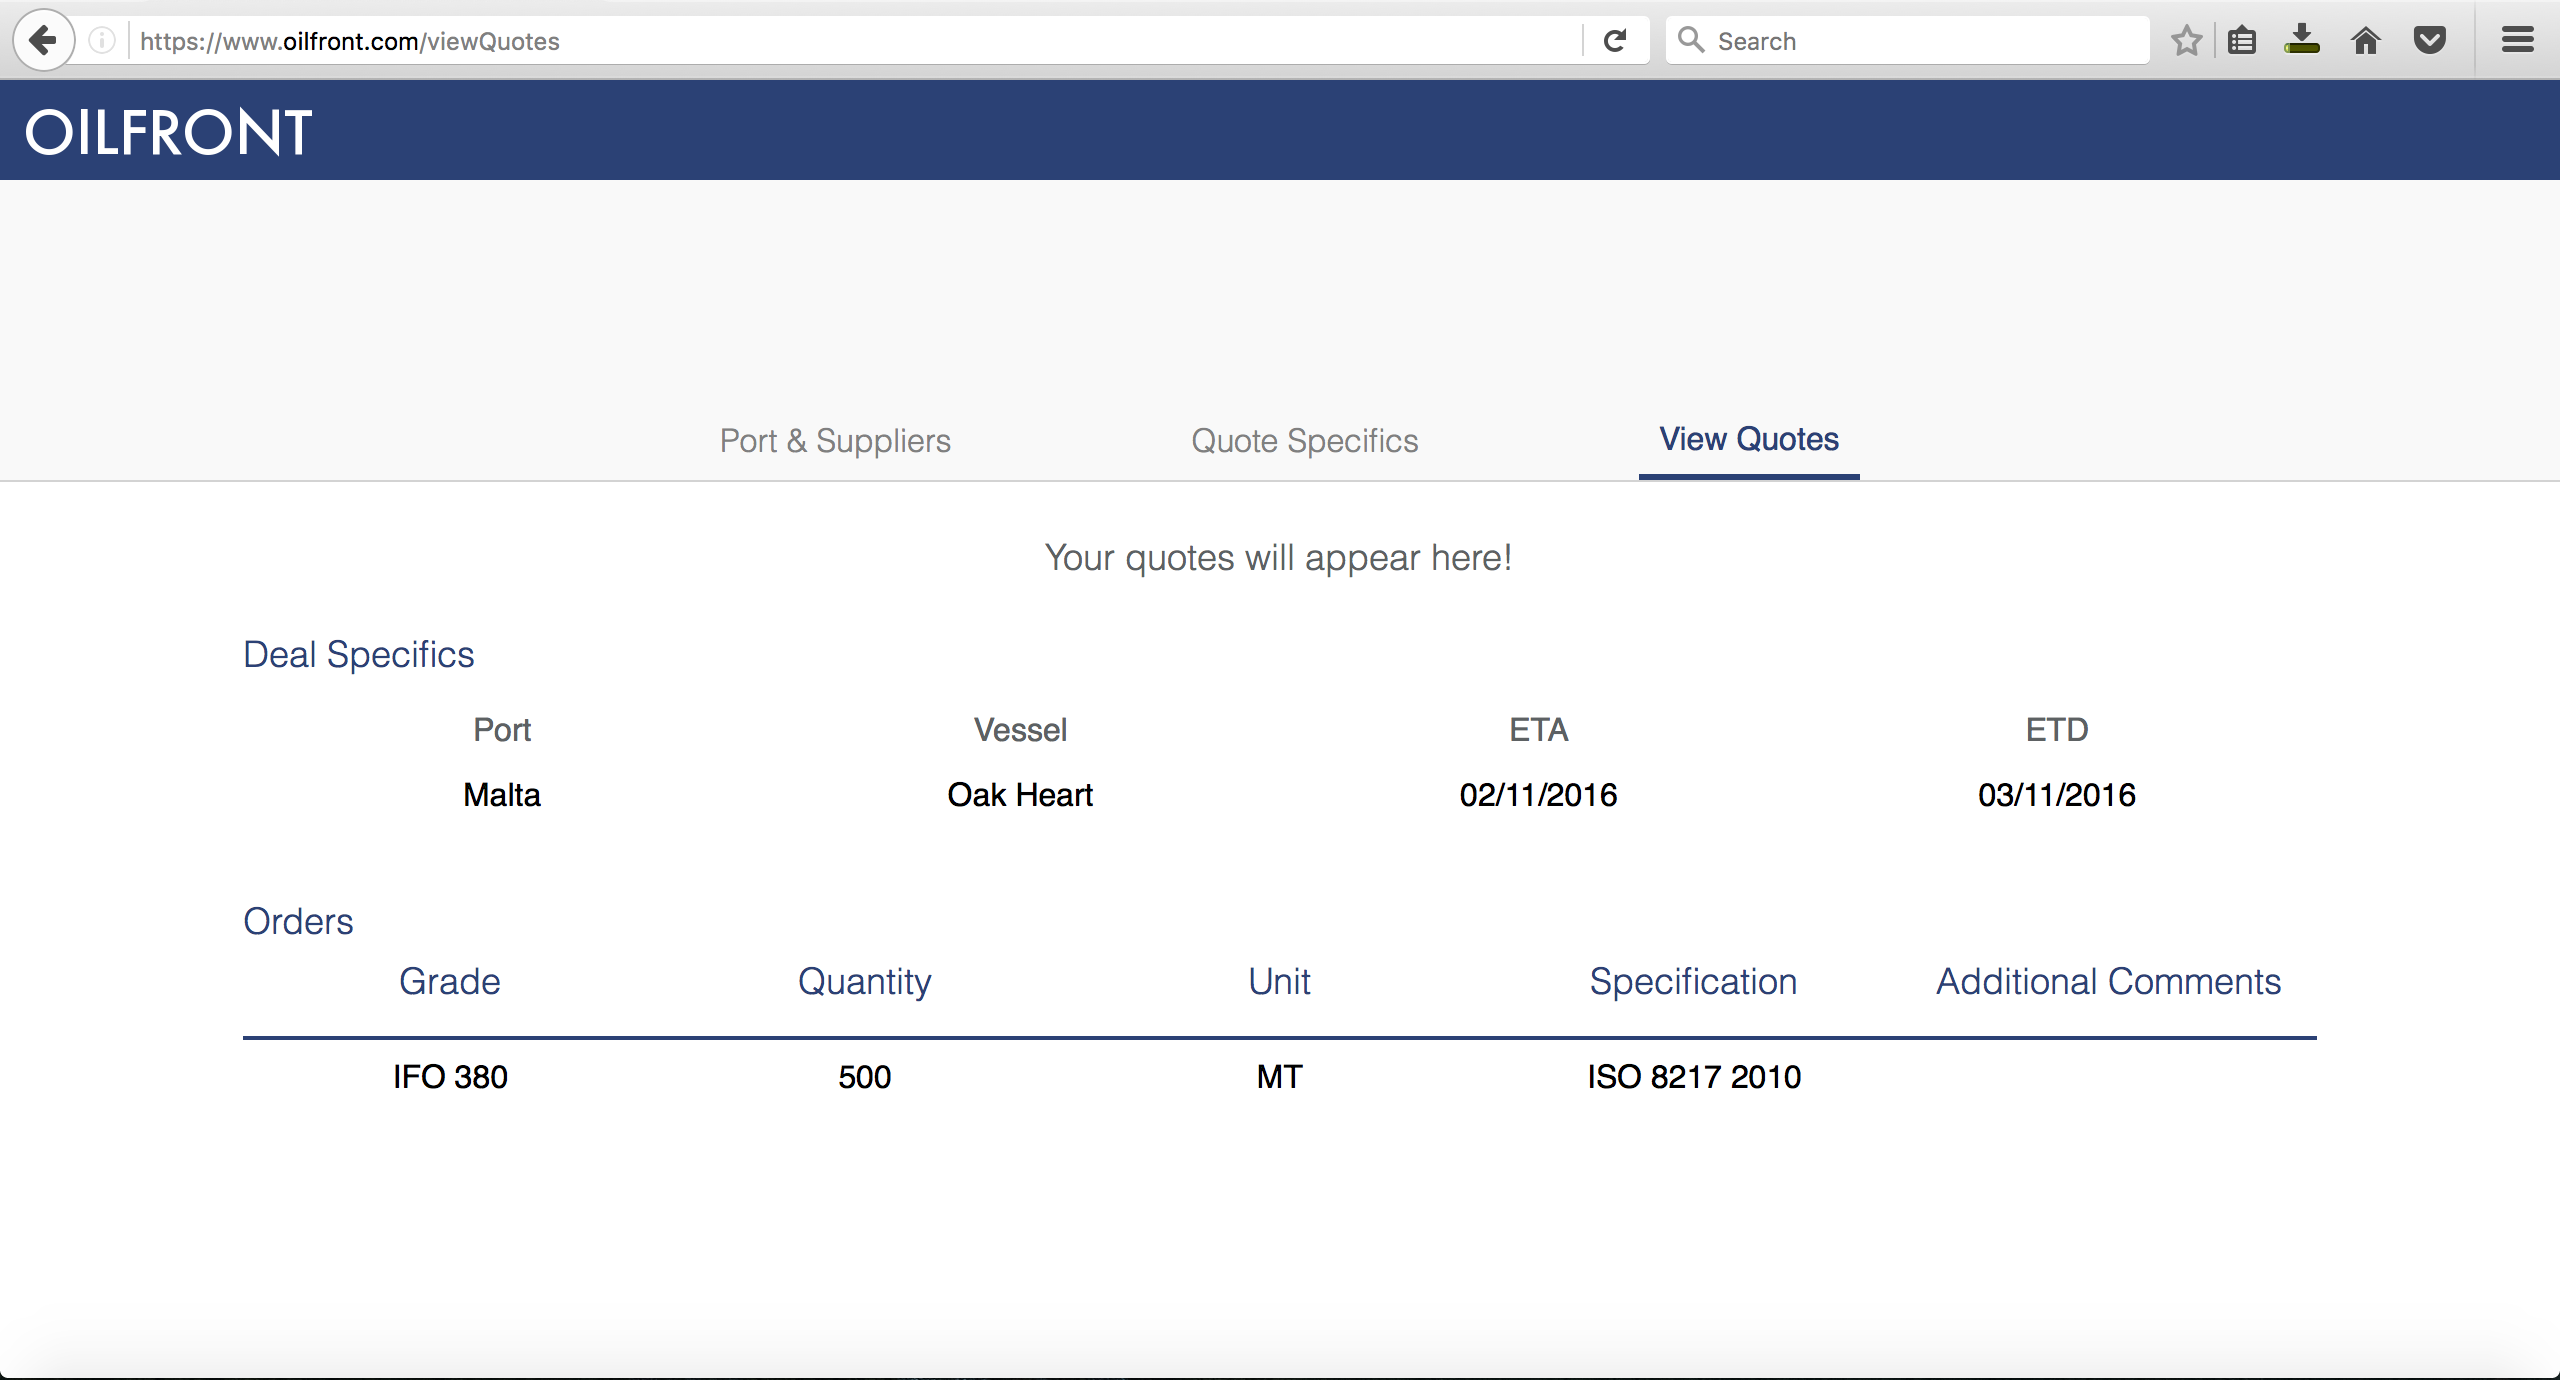 https://www.oilfront.com/viewQuotes
Search
OILFRONT
Port & Suppliers Quote Specifics View Quotes
Your quotes will appear here!
Deal Specifics
Port Vessel ETA ETD
Malta Oak Heart 02/11/2016 03/11/2016
Orders
Grade Quantity Unit Specification Additional Comments
IFO 380 500 MT ISO 8217 2010